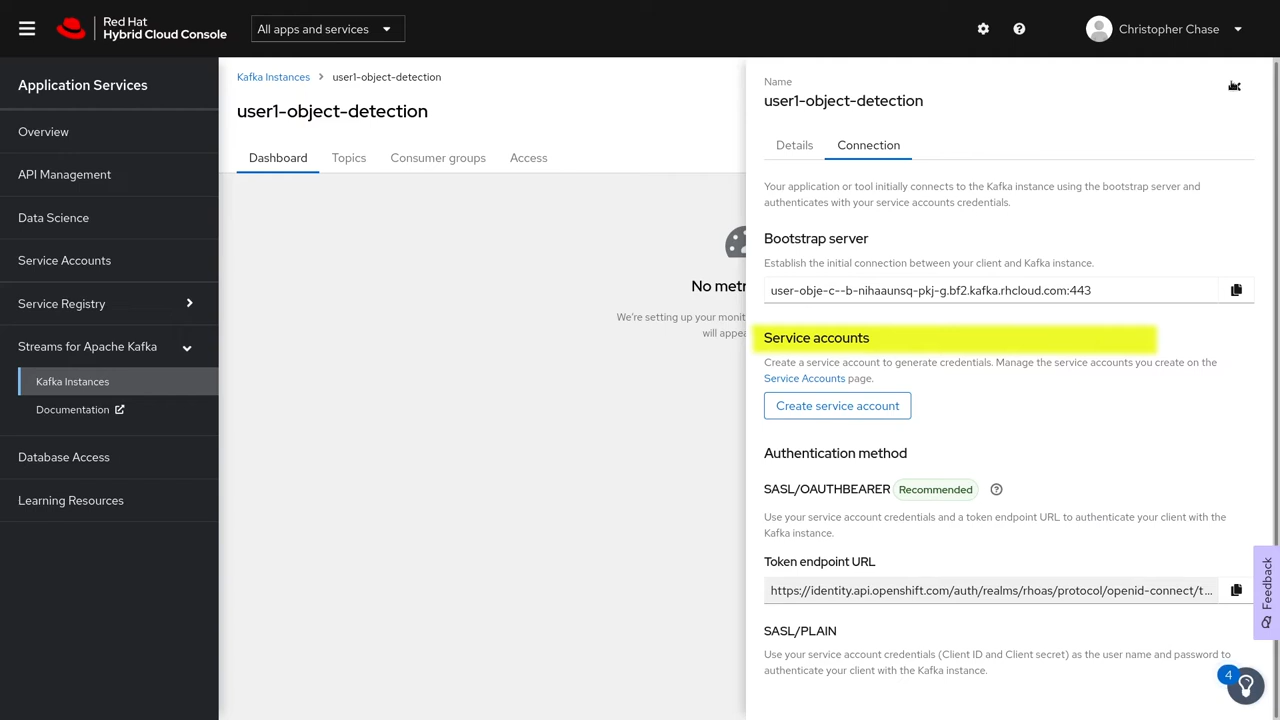 Red Hat
Hybrid Cloud Console
All apps and services
Christopher Chase
Application Services
Overview
API Management
Data Science
Service Accounts
Service Registry
Streams for Apache Kafka
Kafka Instances
Documentation
Database Access
Learning Resources
Kafka Instances > user1-object-detection
user1-object-detection
Dashboard Topics Consumer groups Access
No metr
We're setting up your monit
will appea
Name
user1-object-detection
Details Connection
Your application or tool initially connects to the Kafka instance using the bootstrap server and
authenticates with your service accounts credentials.
Bootstrap server
Establish the initial connection between your client and Kafka instance.
user-obje-c--b-nihaaunsq-pkj-g.bf2.kafka.rhcloud.com:443
Service accounts
Create a service account to generate credentials. Manage the service accounts you create on the
Service Accounts page.
Create service account
Authentication method
SASL/OAUTHBEARER Recommended
Use your service account credentials and a token endpoint URL to authenticate your client with the
Kafka instance.
Token endpoint URL
https://identity.api.openshift.com/auth/realms/rhoas/protocol/openid-connect/t...
SASL/PLAIN
Use your service account credentials (Client ID and Client secret) as the user name and password to
authenticate your client with the Kafka instance.
Feedback
4